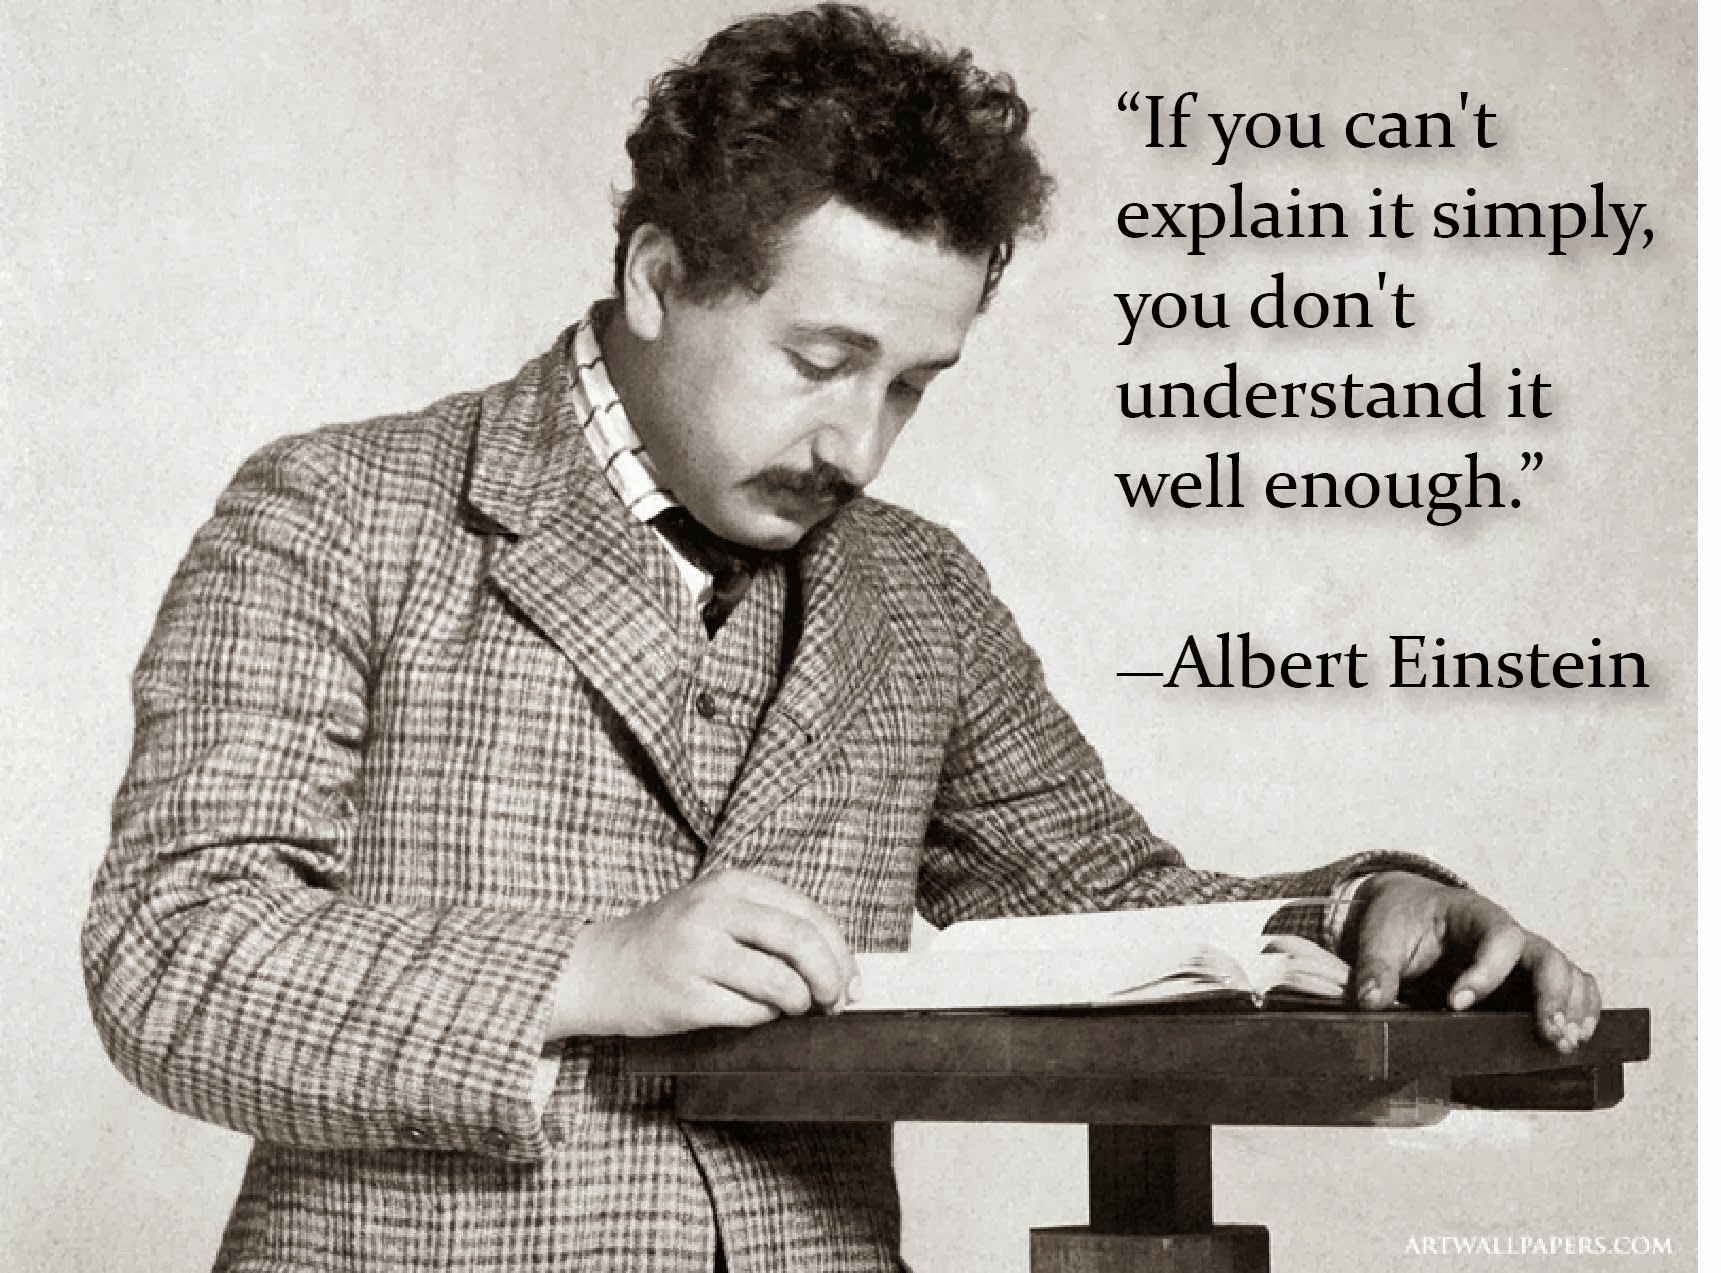 “If you can't
explain it simply,
you don't
understand it
well enough.”
—Albert Einstein
ARTWALLPAPERS.COM